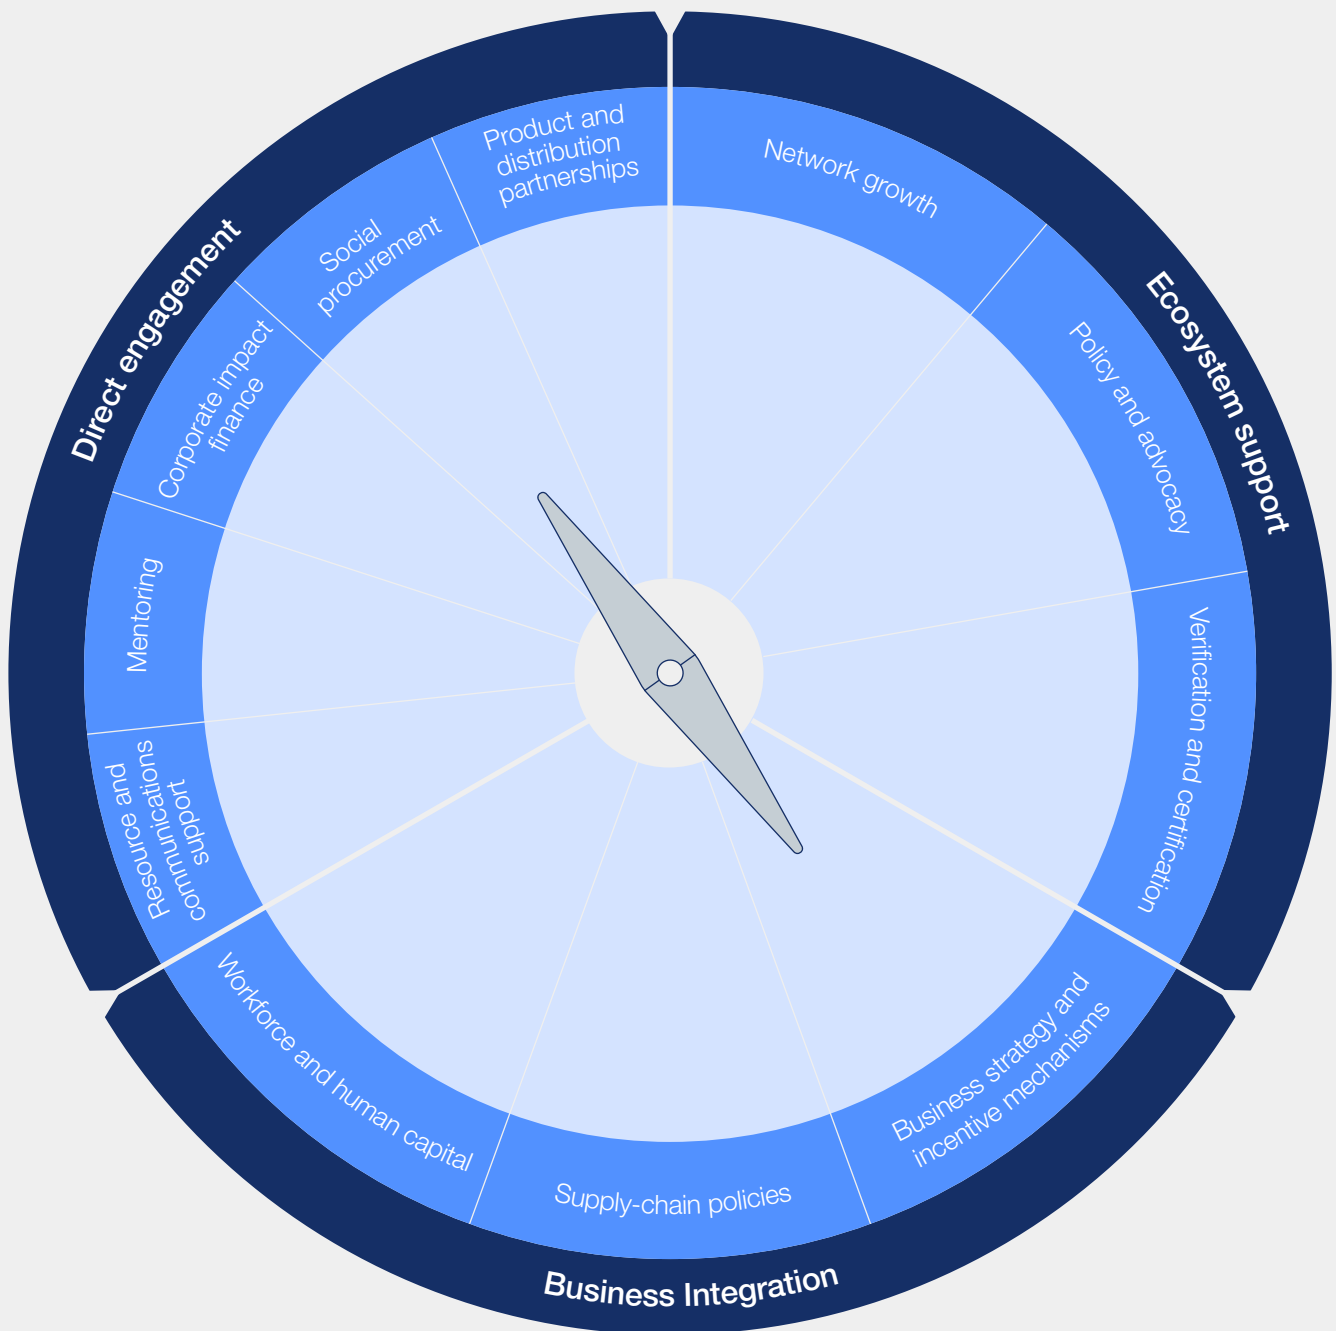 Direct engagement
Product and
distribution
partnerships
Social
procurement
Corporate impact
finance
Mentoring
Resource and
communications
support
Ecosystem support
Network growth
Policy and advocacy
Verification and certification
Business Integration
Business strategy and
incentive mechanisms
Supply-chain policies
Workforce and human capital